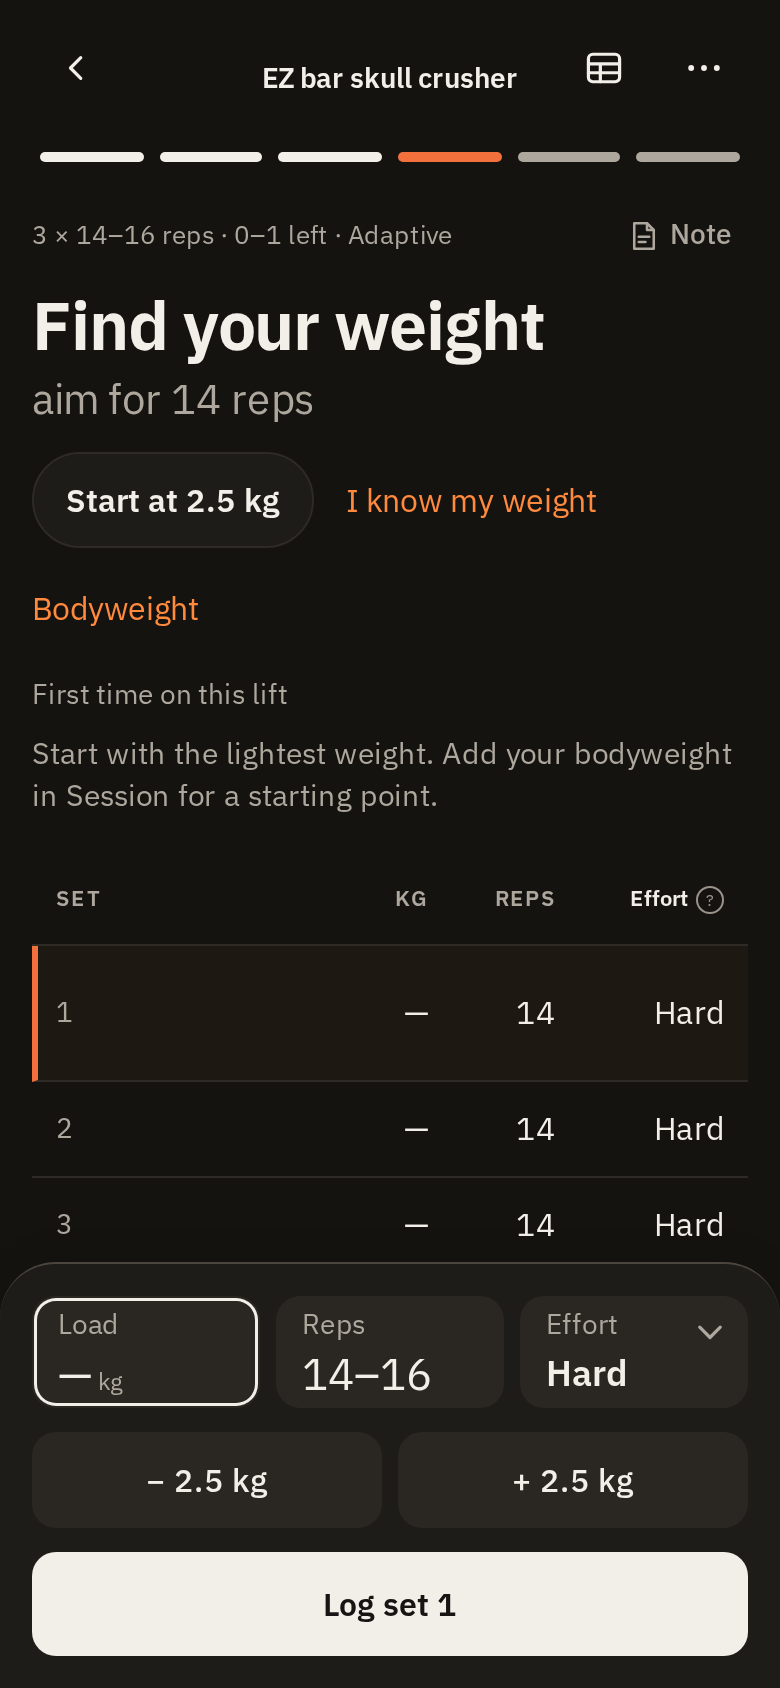 EZ bar skull crusher
3 × 14–16 reps · 0–1 left · Adaptive
Note
Find your weight
aim for 14 reps
Start at 2.5 kg
I know my weight
Bodyweight
First time on this lift
Start with the lightest weight. Add your bodyweight
in Session for a starting point.
SET KG REPS Effort ?
1 — 14 Hard
2 — 14 Hard
3 — 14 Hard
Load Reps Effort
— kg 14–16 Hard
− 2.5 kg + 2.5 kg
Log set 1